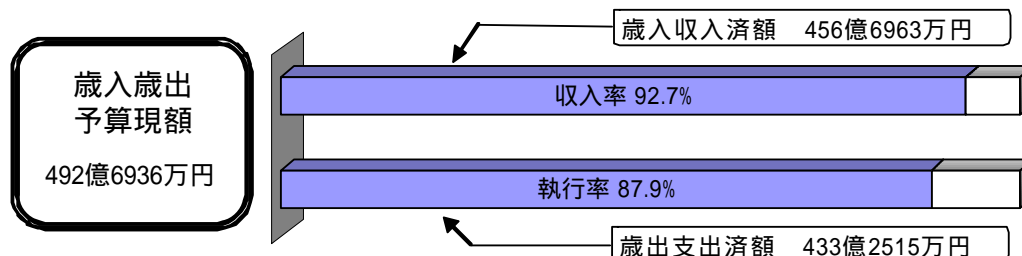 歳入収入済額　456億6963万円
歳入歳出
予算現額
492億6936万円
収入率 92.7%
執行率 87.9%
歳出支出済額　433億2515万円